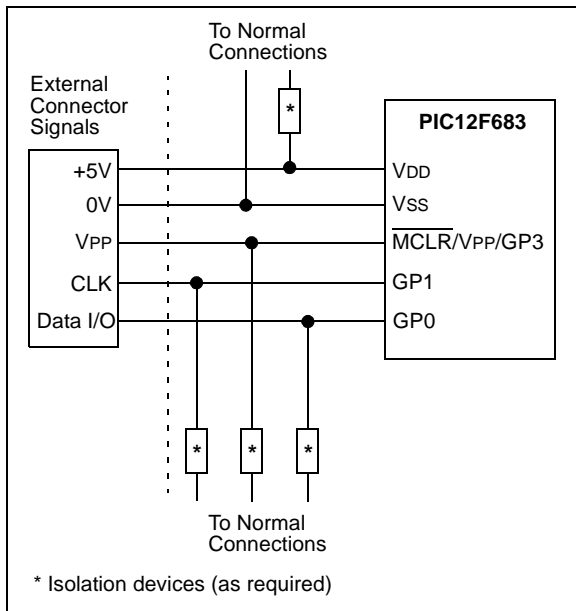 To Normal
Connections
External
Connector
Signals
*
PIC12F683
+5V
VDD
0V
VSS
VPP
MCLR/VPP/GP3
CLK
GP1
Data I/O
GP0
* * *
To Normal
Connections
* Isolation devices (as required)